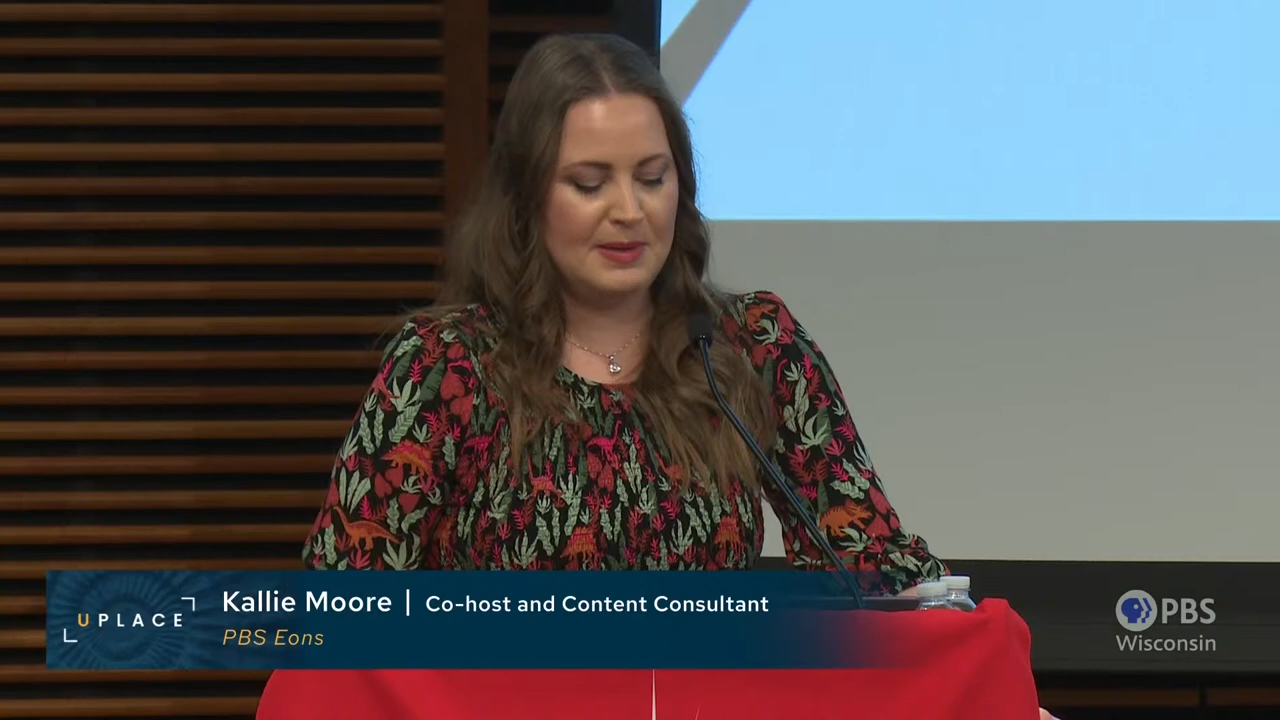 UPLACE
Kallie Moore | Co-host and Content Consultant
PBS Eons
PBS
Wisconsin